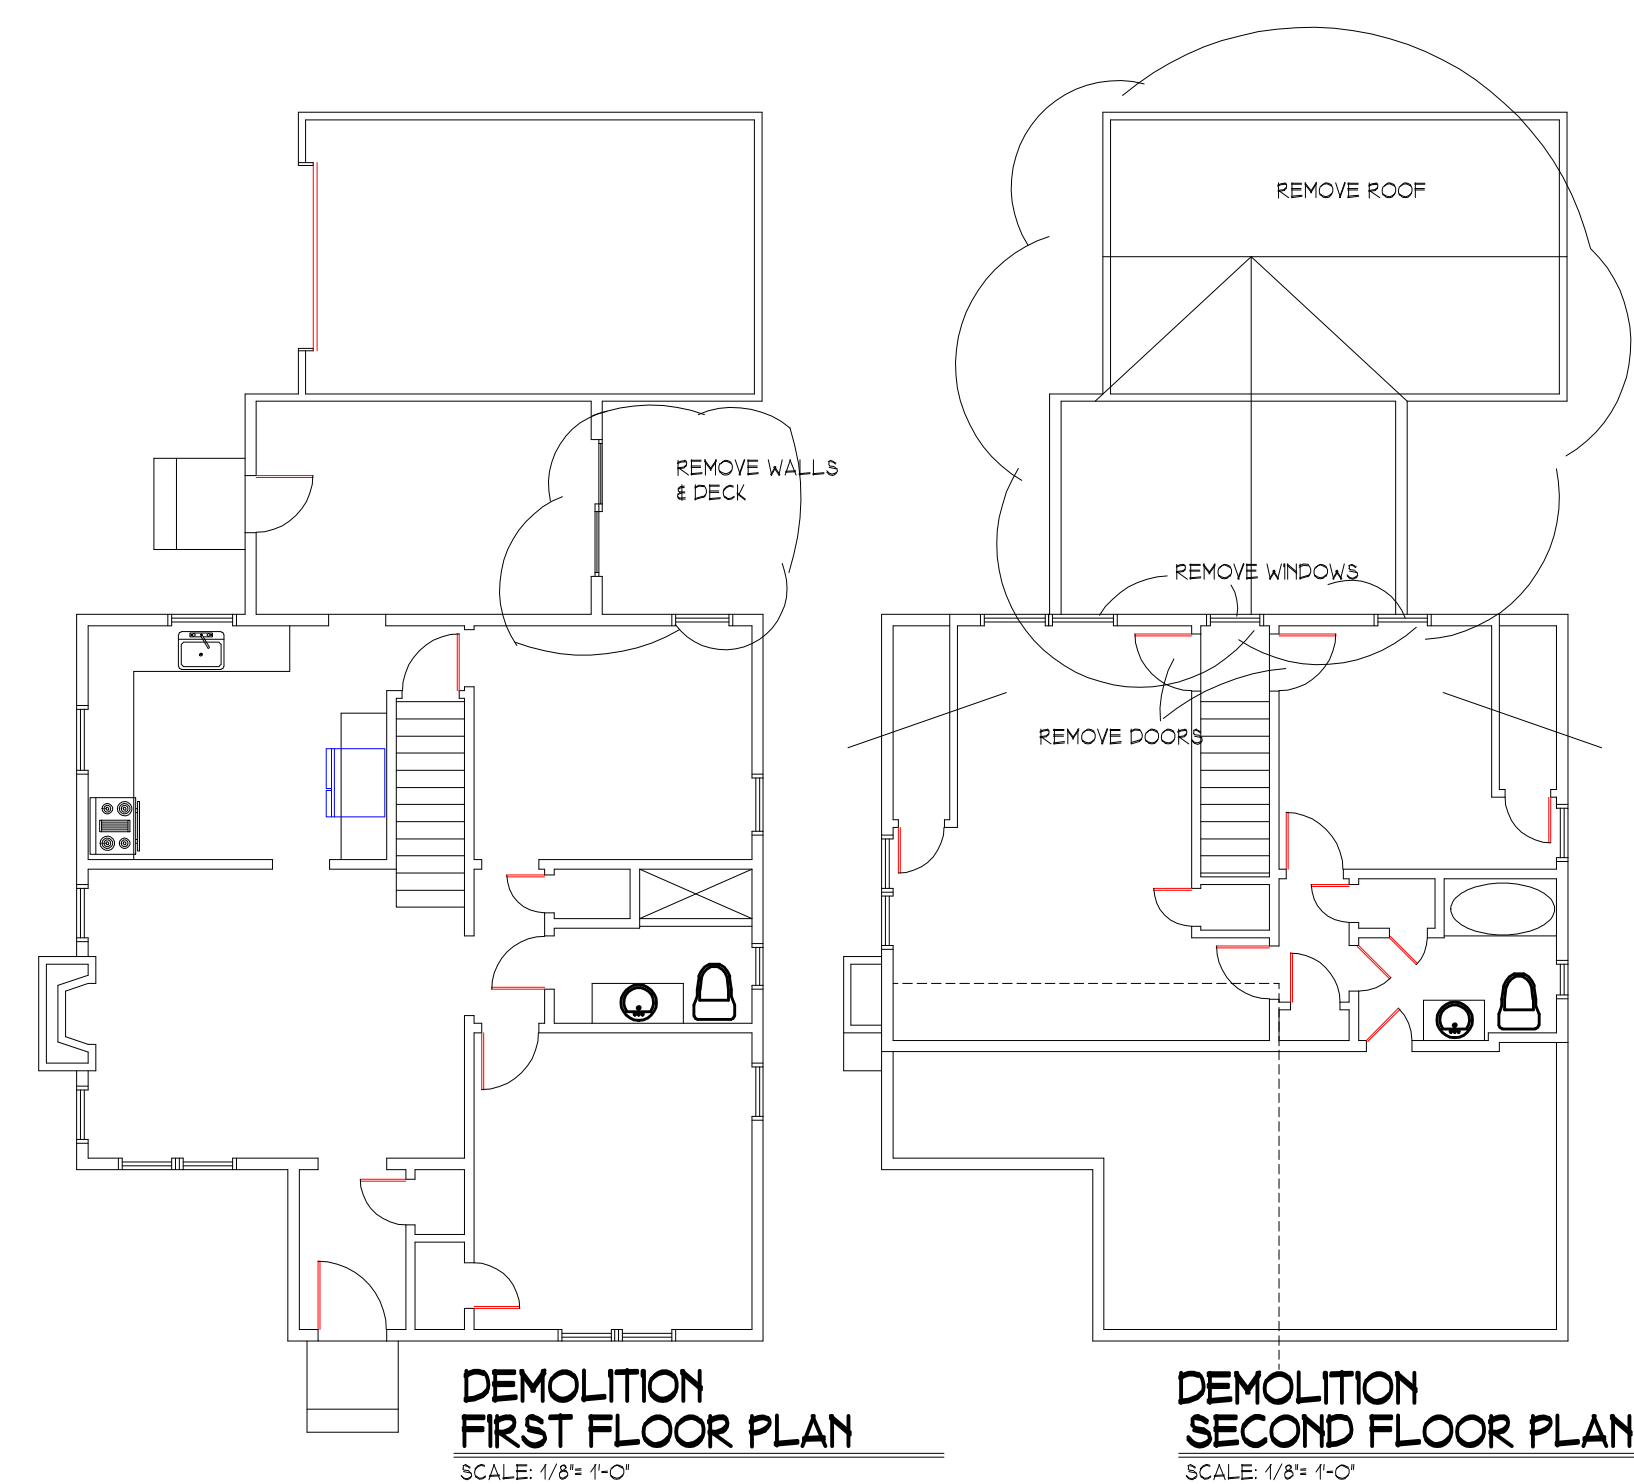 REMOVE ROOF
REMOVE WALLS
& DECK
REMOVE WINDOWS
REMOVE DOORS
DEMOLITION
FIRST FLOOR PLAN
SCALE: 1/8"= 1'-0"
DEMOLITION
SECOND FLOOR PLAN
SCALE: 1/8"= 1'-0"